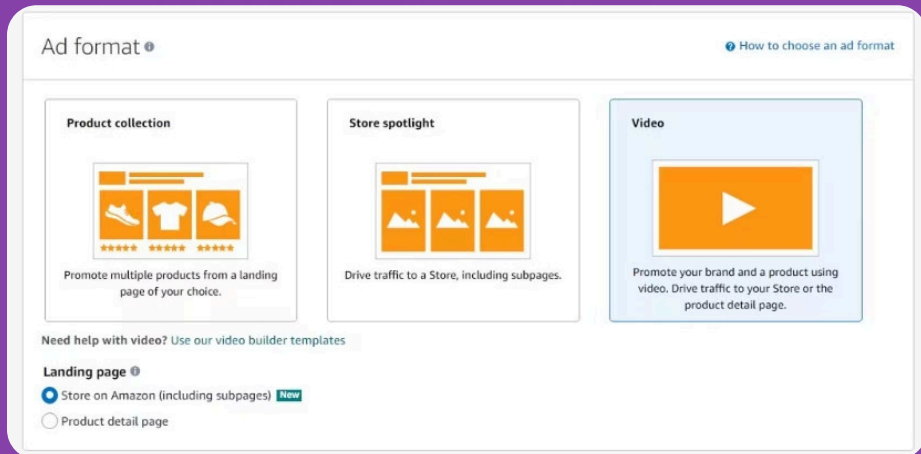 Ad format
How to choose an ad format
Product collection
Store spotlight
Video
Promote multiple products from a landing
page of your choice.
Drive traffic to a Store, including subpages.
Promote your brand and a product using
video. Drive traffic to your Store or the
product detail page.
Need help with video? Use our video builder templates
Landing page
Store on Amazon (including subpages) New
Product detail page